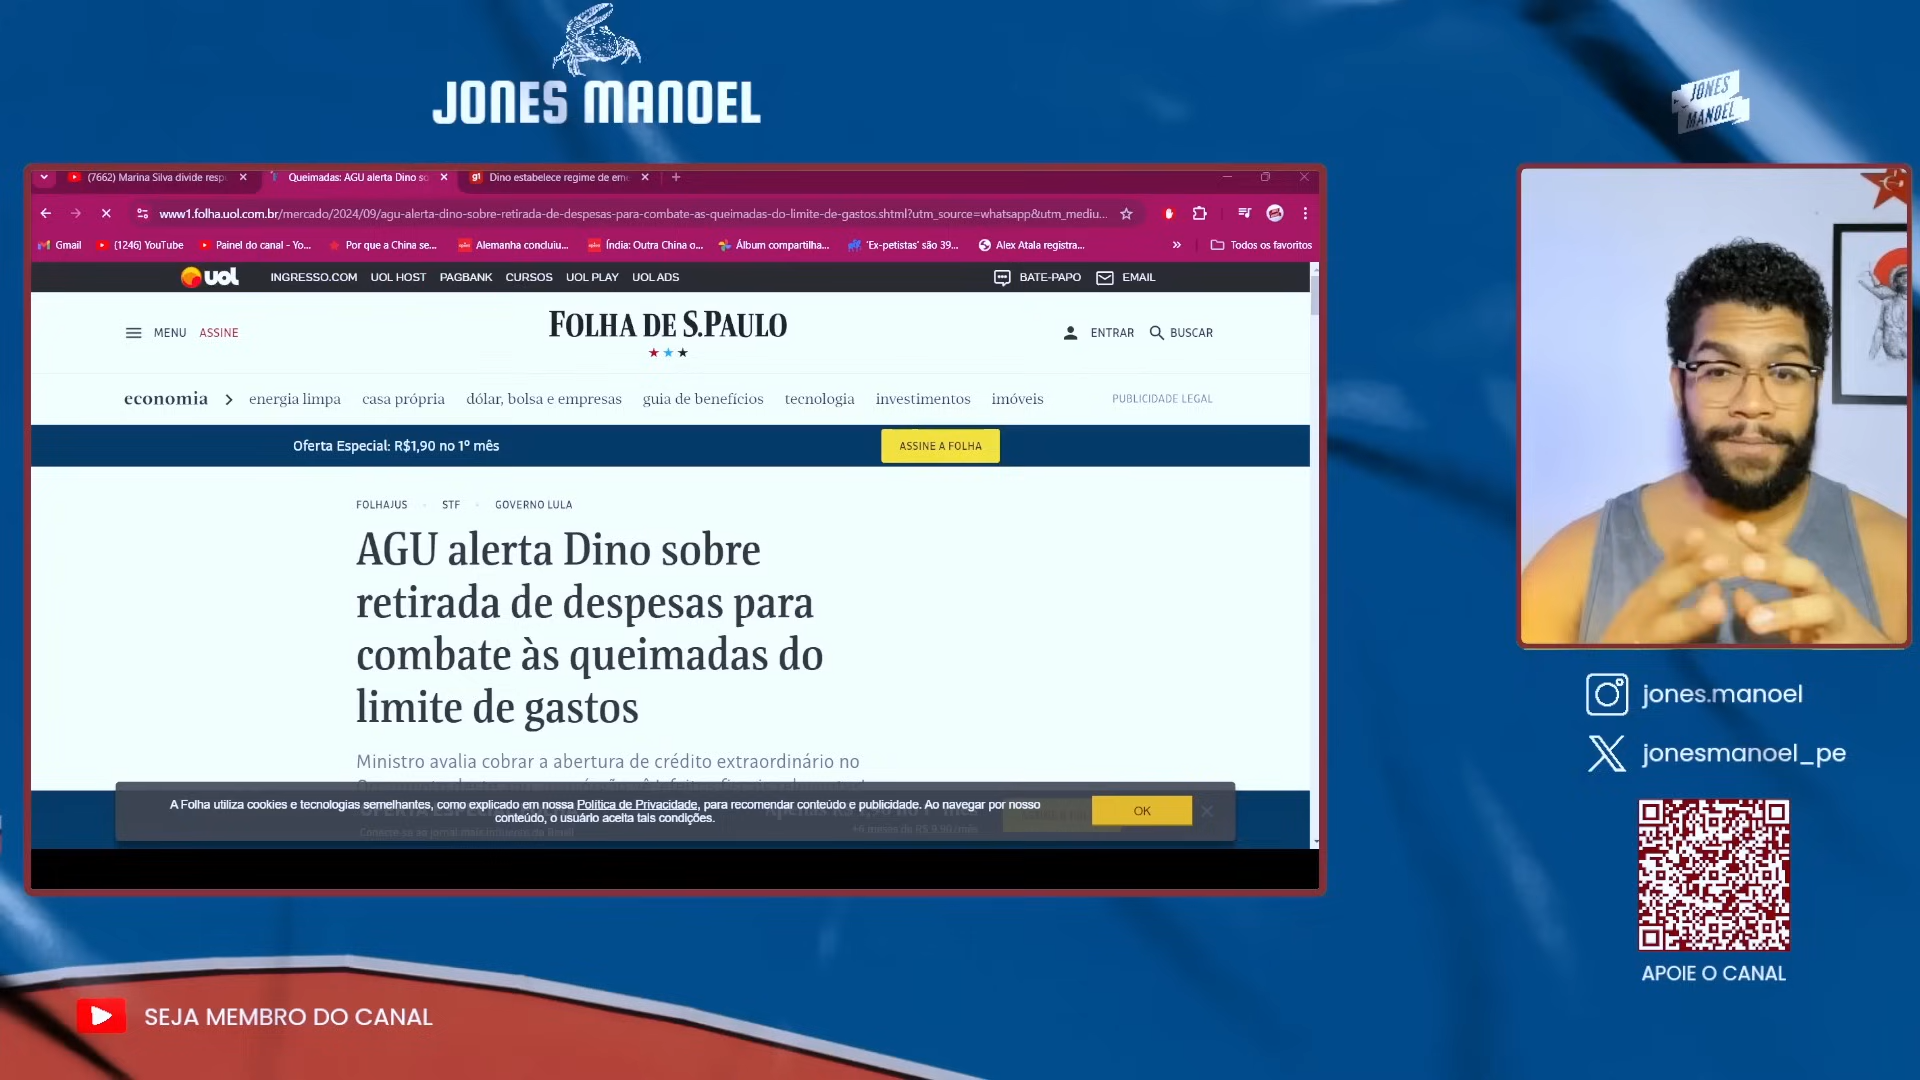 JONES MANOEL
JONES
MANOEL
(7662) Marina Silva divide resp
Queimadas: AGU alerta Dino so
g1 Dino estabelece regime de em
www1.folha.uol.com.br/mercado/2024/09/agu-alerta-dino-sobre-retirada-de-despesas-para-combate-as-queimadas-do-limite-de-gastos.shtml?utm_source=whatsapp&utm_mediu...
Gmail
(1246) YouTube
Painel do canal - Yo...
Por que a China se...
Alemanha concluiu...
Índia: Outra China o...
Álbum compartilha...
'Ex-petistas' são 39...
Alex Atala registra...
»
Todos os favoritos
uol
INGRESSO.COM UOL HOST PAGBANK CURSOS UOL PLAY UOL ADS
BATE-PAPO EMAIL
MENU ASSINE
FOLHA DE S.PAULO
ENTRAR BUSCAR
economia > energia limpa casa própria dólar, bolsa e empresas guia de benefícios tecnologia investimentos imóveis
PUBLICIDADE LEGAL
Oferta Especial: R$1,90 no 1º mês
ASSINE A FOLHA
FOLHAJUS · STF · GOVERNO LULA
AGU alerta Dino sobre
retirada de despesas para
combate às queimadas do
limite de gastos
Ministro avalia cobrar a abertura de crédito extraordinário no
A Folha utiliza cookies e tecnologias semelhantes, como explicado em nossa Política de Privacidade, para recomendar conteúdo e publicidade. Ao navegar por nosso
conteúdo, o usuário aceita tais condições.
OK
jones.manoel
jonesmanoel_pe
APOIE O CANAL
SEJA MEMBRO DO CANAL